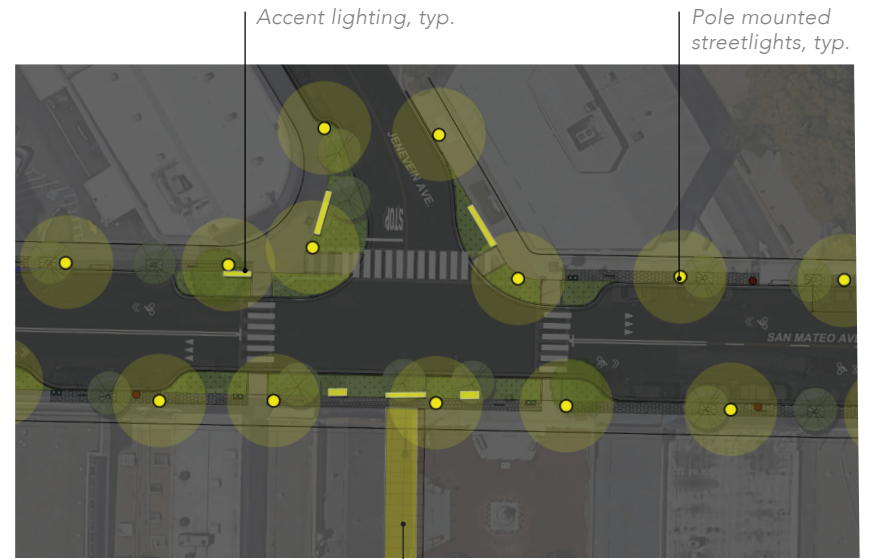 Accent lighting, typ.
Pole mounted
streetlights, typ.
JENEVEIN AVE.
STOP
SAN MATEO AVE